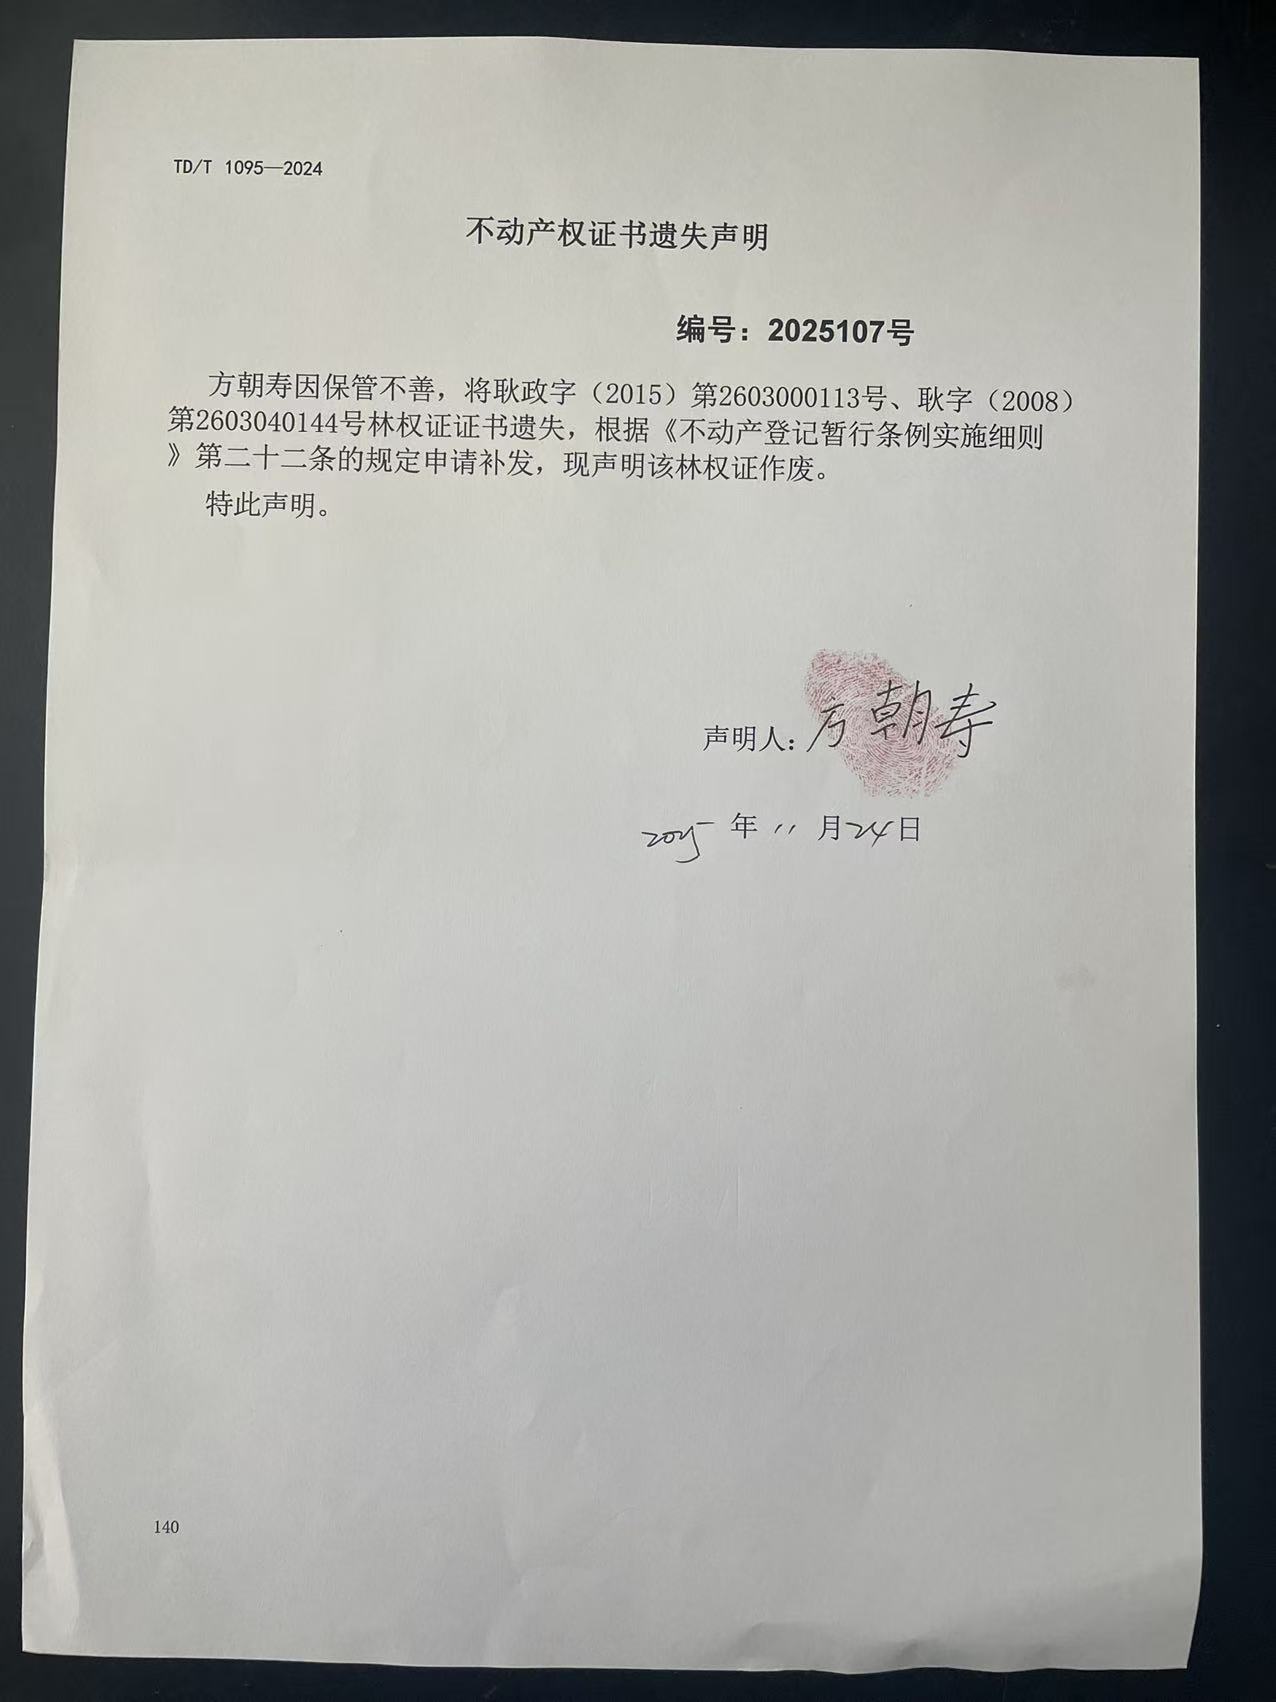 TD/T 1095—2024
不动产权证书遗失声明
编号：2025107号
方朝寿因保管不善，将耿政字（2015）第2603000113号、耿字（2008）
第2603040144号林权证证书遗失，根据《不动产登记暂行条例实施细则
》第二十二条的规定申请补发，现声明该林权证作废。
特此声明。
声明人：方朝寿
2025年11月24日
140